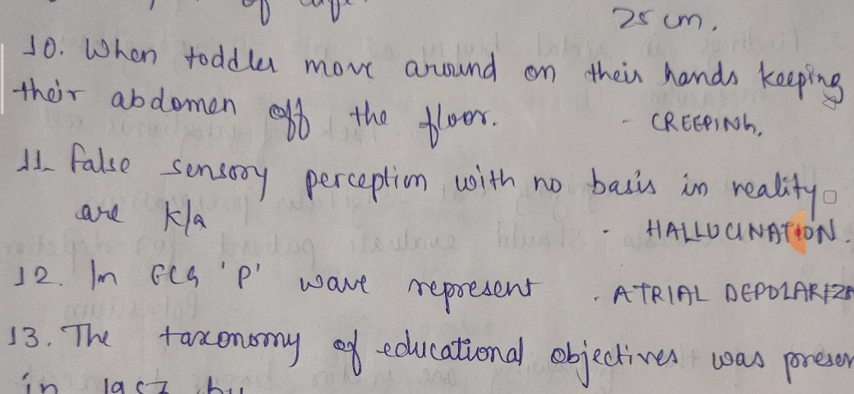 25 cm.
10. When toddler move around on their hands keeping
their abdomen off the floor. - CREEPING.
11. False sensory perception with no basis in reality
are K/a - HALLUCINATION.
12. In ECG 'P' wave represent - ATRIAL DEPOLARIZA
13. The taxonomy of educational objectives was presen
in by